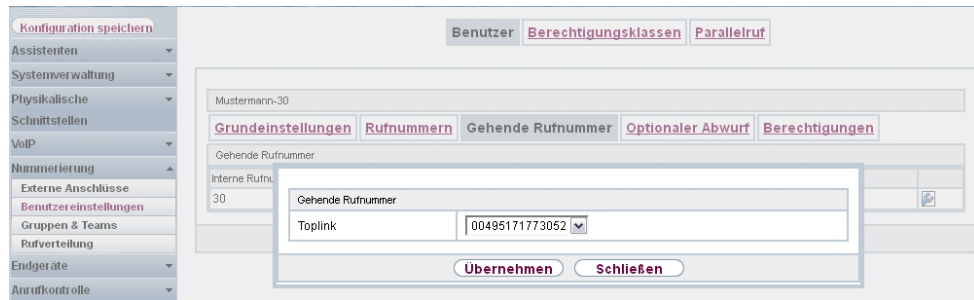 Konfiguration speichern
Assistenten
Systemverwaltung
Physikalische
Schnittstellen
VoIP
Nummerierung
Externe Anschlüsse
Benutzereinstellungen
Gruppen & Teams
Rufverteilung
Endgeräte
Anrufkontrolle
Benutzer Berechtigungsklassen Parallelruf
Mustermann-30
Grundeinstellungen Rufnummern Gehende Rufnummer Optionaler Abwurf Berechtigungen
Gehende Rufnummer
Interne Rufnu
30
Gehende Rufnummer
Toplink 00495171773052
Übernehmen Schließen